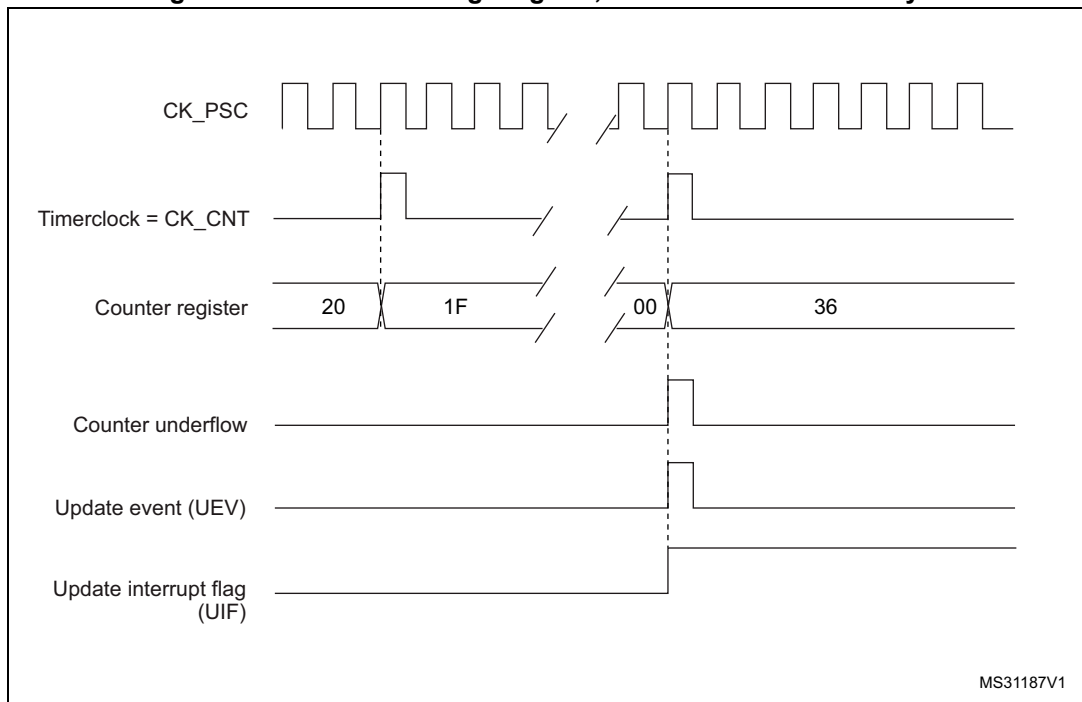 CK_PSC
Timerclock = CK_CNT
Counter register
20
1F
00
36
Counter underflow
Update event (UEV)
Update interrupt flag
(UIF)
MS31187V1